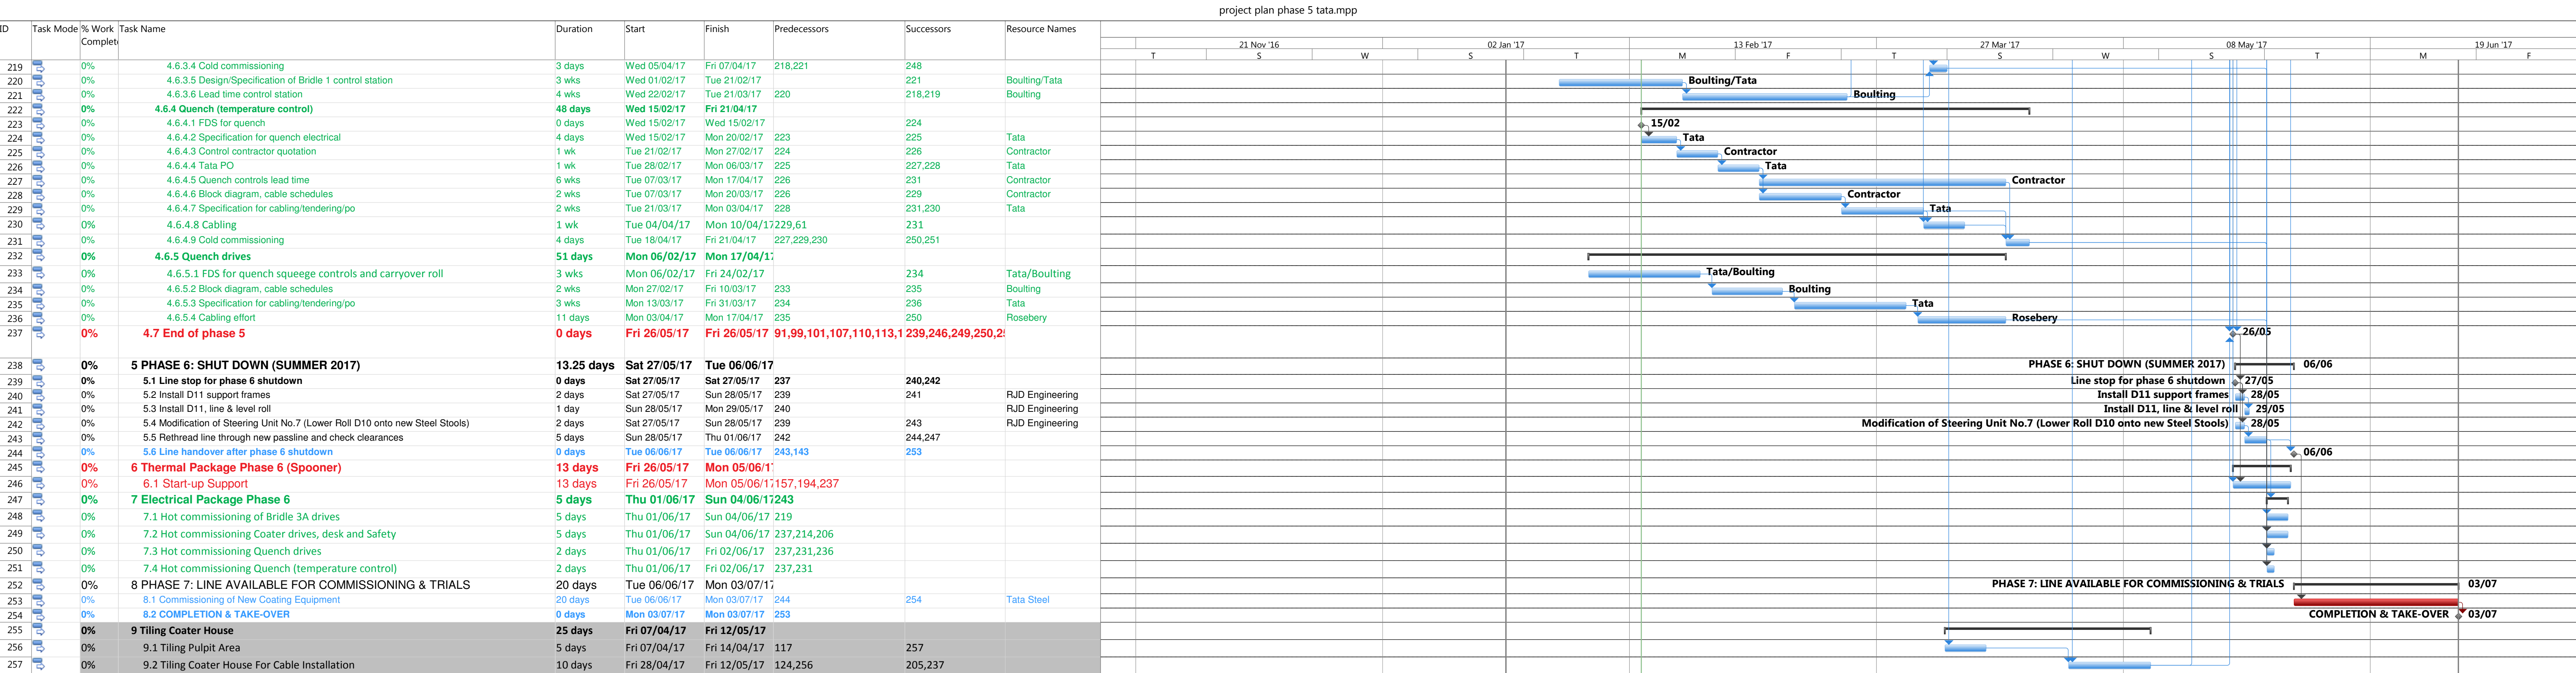 project plan phase 5 tata.mpp
ID Task Mode % Work Complete Task Name Duration Start Finish Predecessors Successors Resource Names
21 Nov '16 02 Jan '17 13 Feb '17 27 Mar '17 08 May '17 19 Jun '17
T S W S T M F T S W S T M F
219 0% 4.6.3.4 Cold commissioning 3 days Wed 05/04/17 Fri 07/04/17 218,221 248
220 0% 4.6.3.5 Design/Specification of Bridle 1 control station 3 wks Wed 01/02/17 Tue 21/02/17 221 Boulting/Tata Boulting/Tata
221 0% 4.6.3.6 Lead time control station 4 wks Wed 22/02/17 Tue 21/03/17 220 218,219 Boulting Boulting
222 0% 4.6.4 Quench (temperature control) 48 days Wed 15/02/17 Fri 21/04/17
223 0% 4.6.4.1 FDS for quench 0 days Wed 15/02/17 Wed 15/02/17 224 15/02
224 0% 4.6.4.2 Specification for quench electrical 4 days Wed 15/02/17 Mon 20/02/17 223 225 Tata Tata
225 0% 4.6.4.3 Control contractor quotation 1 wk Tue 21/02/17 Mon 27/02/17 224 226 Contractor Contractor
226 0% 4.6.4.4 Tata PO 1 wk Tue 28/02/17 Mon 06/03/17 225 227,228 Tata Tata
227 0% 4.6.4.5 Quench controls lead time 6 wks Tue 07/03/17 Mon 17/04/17 226 231 Contractor Contractor
228 0% 4.6.4.6 Block diagram, cable schedules 2 wks Tue 07/03/17 Mon 20/03/17 226 229 Contractor Contractor
229 0% 4.6.4.7 Specification for cabling/tendering/po 2 wks Tue 21/03/17 Mon 03/04/17 228 231,230 Tata Tata
230 0% 4.6.4.8 Cabling 1 wk Tue 04/04/17 Mon 10/04/17 229,61 231
231 0% 4.6.4.9 Cold commissioning 4 days Tue 18/04/17 Fri 21/04/17 227,229,230 250,251
232 0% 4.6.5 Quench drives 51 days Mon 06/02/17 Mon 17/04/17
233 0% 4.6.5.1 FDS for quench squeege controls and carryover roll 3 wks Mon 06/02/17 Fri 24/02/17 234 Tata/Boulting Tata/Boulting
234 0% 4.6.5.2 Block diagram, cable schedules 2 wks Mon 27/02/17 Fri 10/03/17 233 235 Boulting Boulting
235 0% 4.6.5.3 Specification for cabling/tendering/po 3 wks Mon 13/03/17 Fri 31/03/17 234 236 Tata Tata
236 0% 4.6.5.4 Cabling effort 11 days Mon 03/04/17 Mon 17/04/17 235 250 Rosebery Rosebery
237 0% 4.7 End of phase 5 0 days Fri 26/05/17 Fri 26/05/17 91,99,101,107,110,113,1 239,246,249,250,25 26/05
238 0% 5 PHASE 6: SHUT DOWN (SUMMER 2017) 13.25 days Sat 27/05/17 Tue 06/06/17 PHASE 6: SHUT DOWN (SUMMER 2017) 06/06
239 0% 5.1 Line stop for phase 6 shutdown 0 days Sat 27/05/17 Sat 27/05/17 237 240,242 Line stop for phase 6 shutdown 27/05
240 0% 5.2 Install D11 support frames 2 days Sat 27/05/17 Sun 28/05/17 239 241 RJD Engineering Install D11 support frames 28/05
241 0% 5.3 Install D11, line & level roll 1 day Sun 28/05/17 Mon 29/05/17 240 RJD Engineering Install D11, line & level roll 29/05
242 0% 5.4 Modification of Steering Unit No.7 (Lower Roll D10 onto new Steel Stools) 2 days Sat 27/05/17 Sun 28/05/17 239 243 RJD Engineering Modification of Steering Unit No.7 (Lower Roll D10 onto new Steel Stools) 28/05
243 0% 5.5 Rethread line through new passline and check clearances 5 days Sun 28/05/17 Thu 01/06/17 242 244,247
244 0% 5.6 Line handover after phase 6 shutdown 0 days Tue 06/06/17 Tue 06/06/17 243,143 253 06/06
245 0% 6 Thermal Package Phase 6 (Spooner) 13 days Fri 26/05/17 Mon 05/06/17
246 0% 6.1 Start-up Support 13 days Fri 26/05/17 Mon 05/06/17 157,194,237
247 0% 7 Electrical Package Phase 6 5 days Thu 01/06/17 Sun 04/06/17 243
248 0% 7.1 Hot commissioning of Bridle 3A drives 5 days Thu 01/06/17 Sun 04/06/17 219
249 0% 7.2 Hot commissioning Coater drives, desk and Safety 5 days Thu 01/06/17 Sun 04/06/17 237,214,206
250 0% 7.3 Hot commissioning Quench drives 2 days Thu 01/06/17 Fri 02/06/17 237,231,236
251 0% 7.4 Hot commissioning Quench (temperature control) 2 days Thu 01/06/17 Fri 02/06/17 237,231
252 0% 8 PHASE 7: LINE AVAILABLE FOR COMMISSIONING & TRIALS 20 days Tue 06/06/17 Mon 03/07/17 PHASE 7: LINE AVAILABLE FOR COMMISSIONING & TRIALS 03/07
253 0% 8.1 Commissioning of New Coating Equipment 20 days Tue 06/06/17 Mon 03/07/17 244 254 Tata Steel
254 0% 8.2 COMPLETION & TAKE-OVER 0 days Mon 03/07/17 Mon 03/07/17 253 COMPLETION & TAKE-OVER 03/07
255 0% 9 Tiling Coater House 25 days Fri 07/04/17 Fri 12/05/17
256 0% 9.1 Tiling Pulpit Area 5 days Fri 07/04/17 Fri 14/04/17 117 257
257 0% 9.2 Tiling Coater House For Cable Installation 10 days Fri 28/04/17 Fri 12/05/17 124,256 205,237